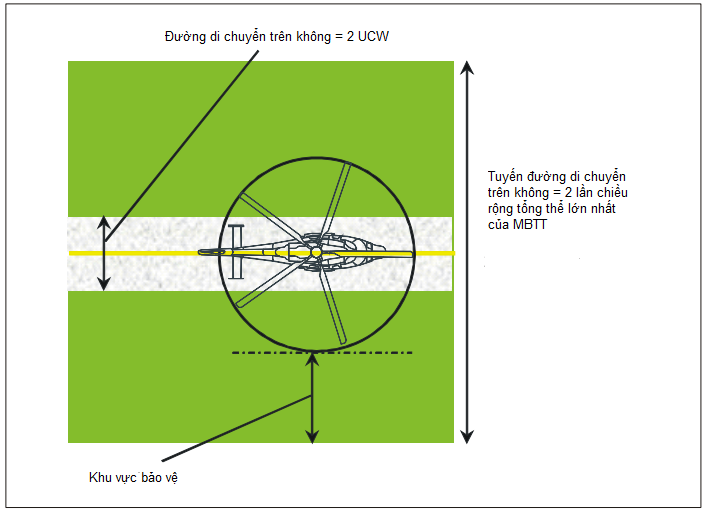 Đường di chuyển trên không = 2 UCW
Tuyến đường di chuyển
trên không = 2 lần chiều
rộng tổng thể lớn nhất
của MBTT
Khu vực bảo vệ